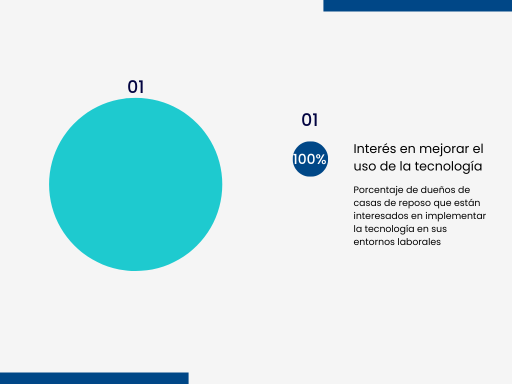 01
01
100%
Interés en mejorar el
uso de la tecnología
Porcentaje de dueños de
casas de reposo que están
interesados en implementar
la tecnología en sus
entornos laborales